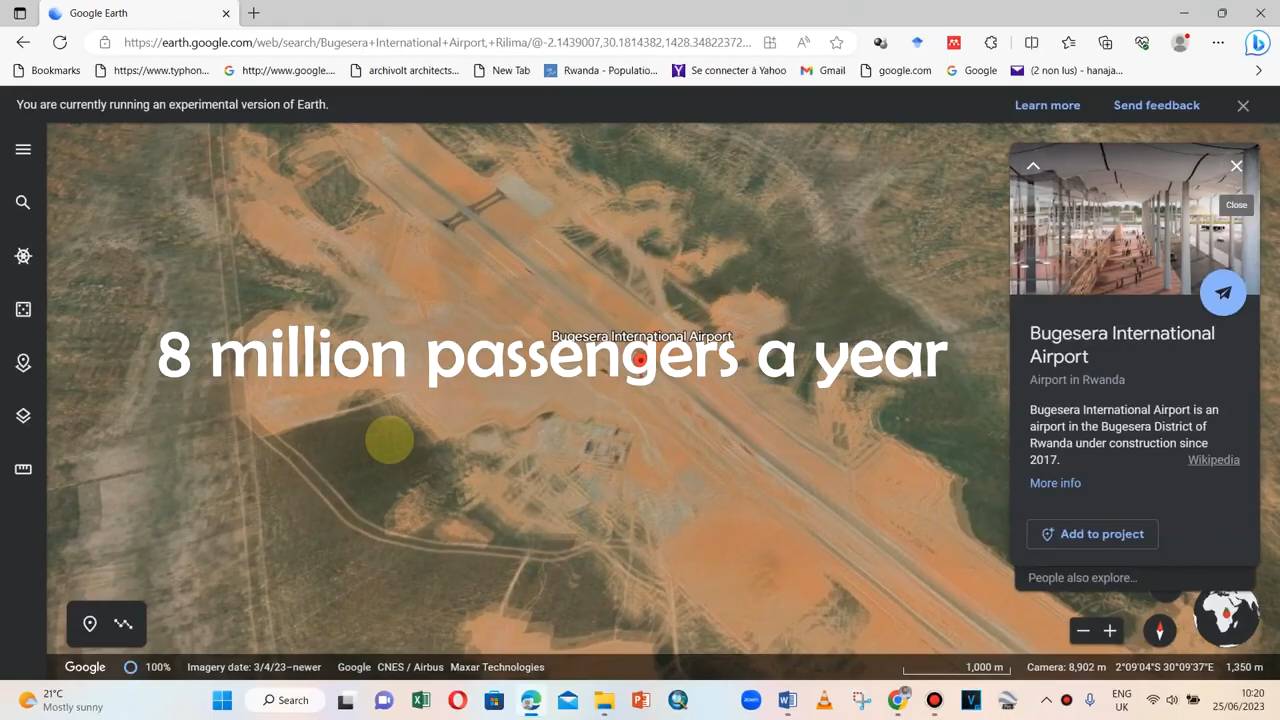 Google Earth
https://earth.google.com/web/search/Bugesera+International+Airport,+Rilima/@-2.1439007,30.1814382,1428.34822372...
Bookmarks
https://www.typhon...
http://www.google....
archivolt architects...
New Tab
Rwanda - Populatio...
Se connecter à Yahoo
Gmail
google.com
Google
(2 non lus) - hanaja...
You are currently running an experimental version of Earth.
Learn more
Send feedback
Close
Bugesera International Airport
8 million passengers a year
Bugesera International
Airport
Airport in Rwanda
Bugesera International Airport is an
airport in the Bugesera District of
Rwanda under construction since
2017.
Wikipedia
More info
Add to project
People also explore...
Google
100%
Imagery date: 3/4/23–newer
Google
CNES / Airbus
Maxar Technologies
1,000 m
Camera: 8,902 m
2°09'04"S 30°09'37"E
1,350 m
21°C
Mostly sunny
Search
zoom
ENG
UK
10:20
25/06/2023